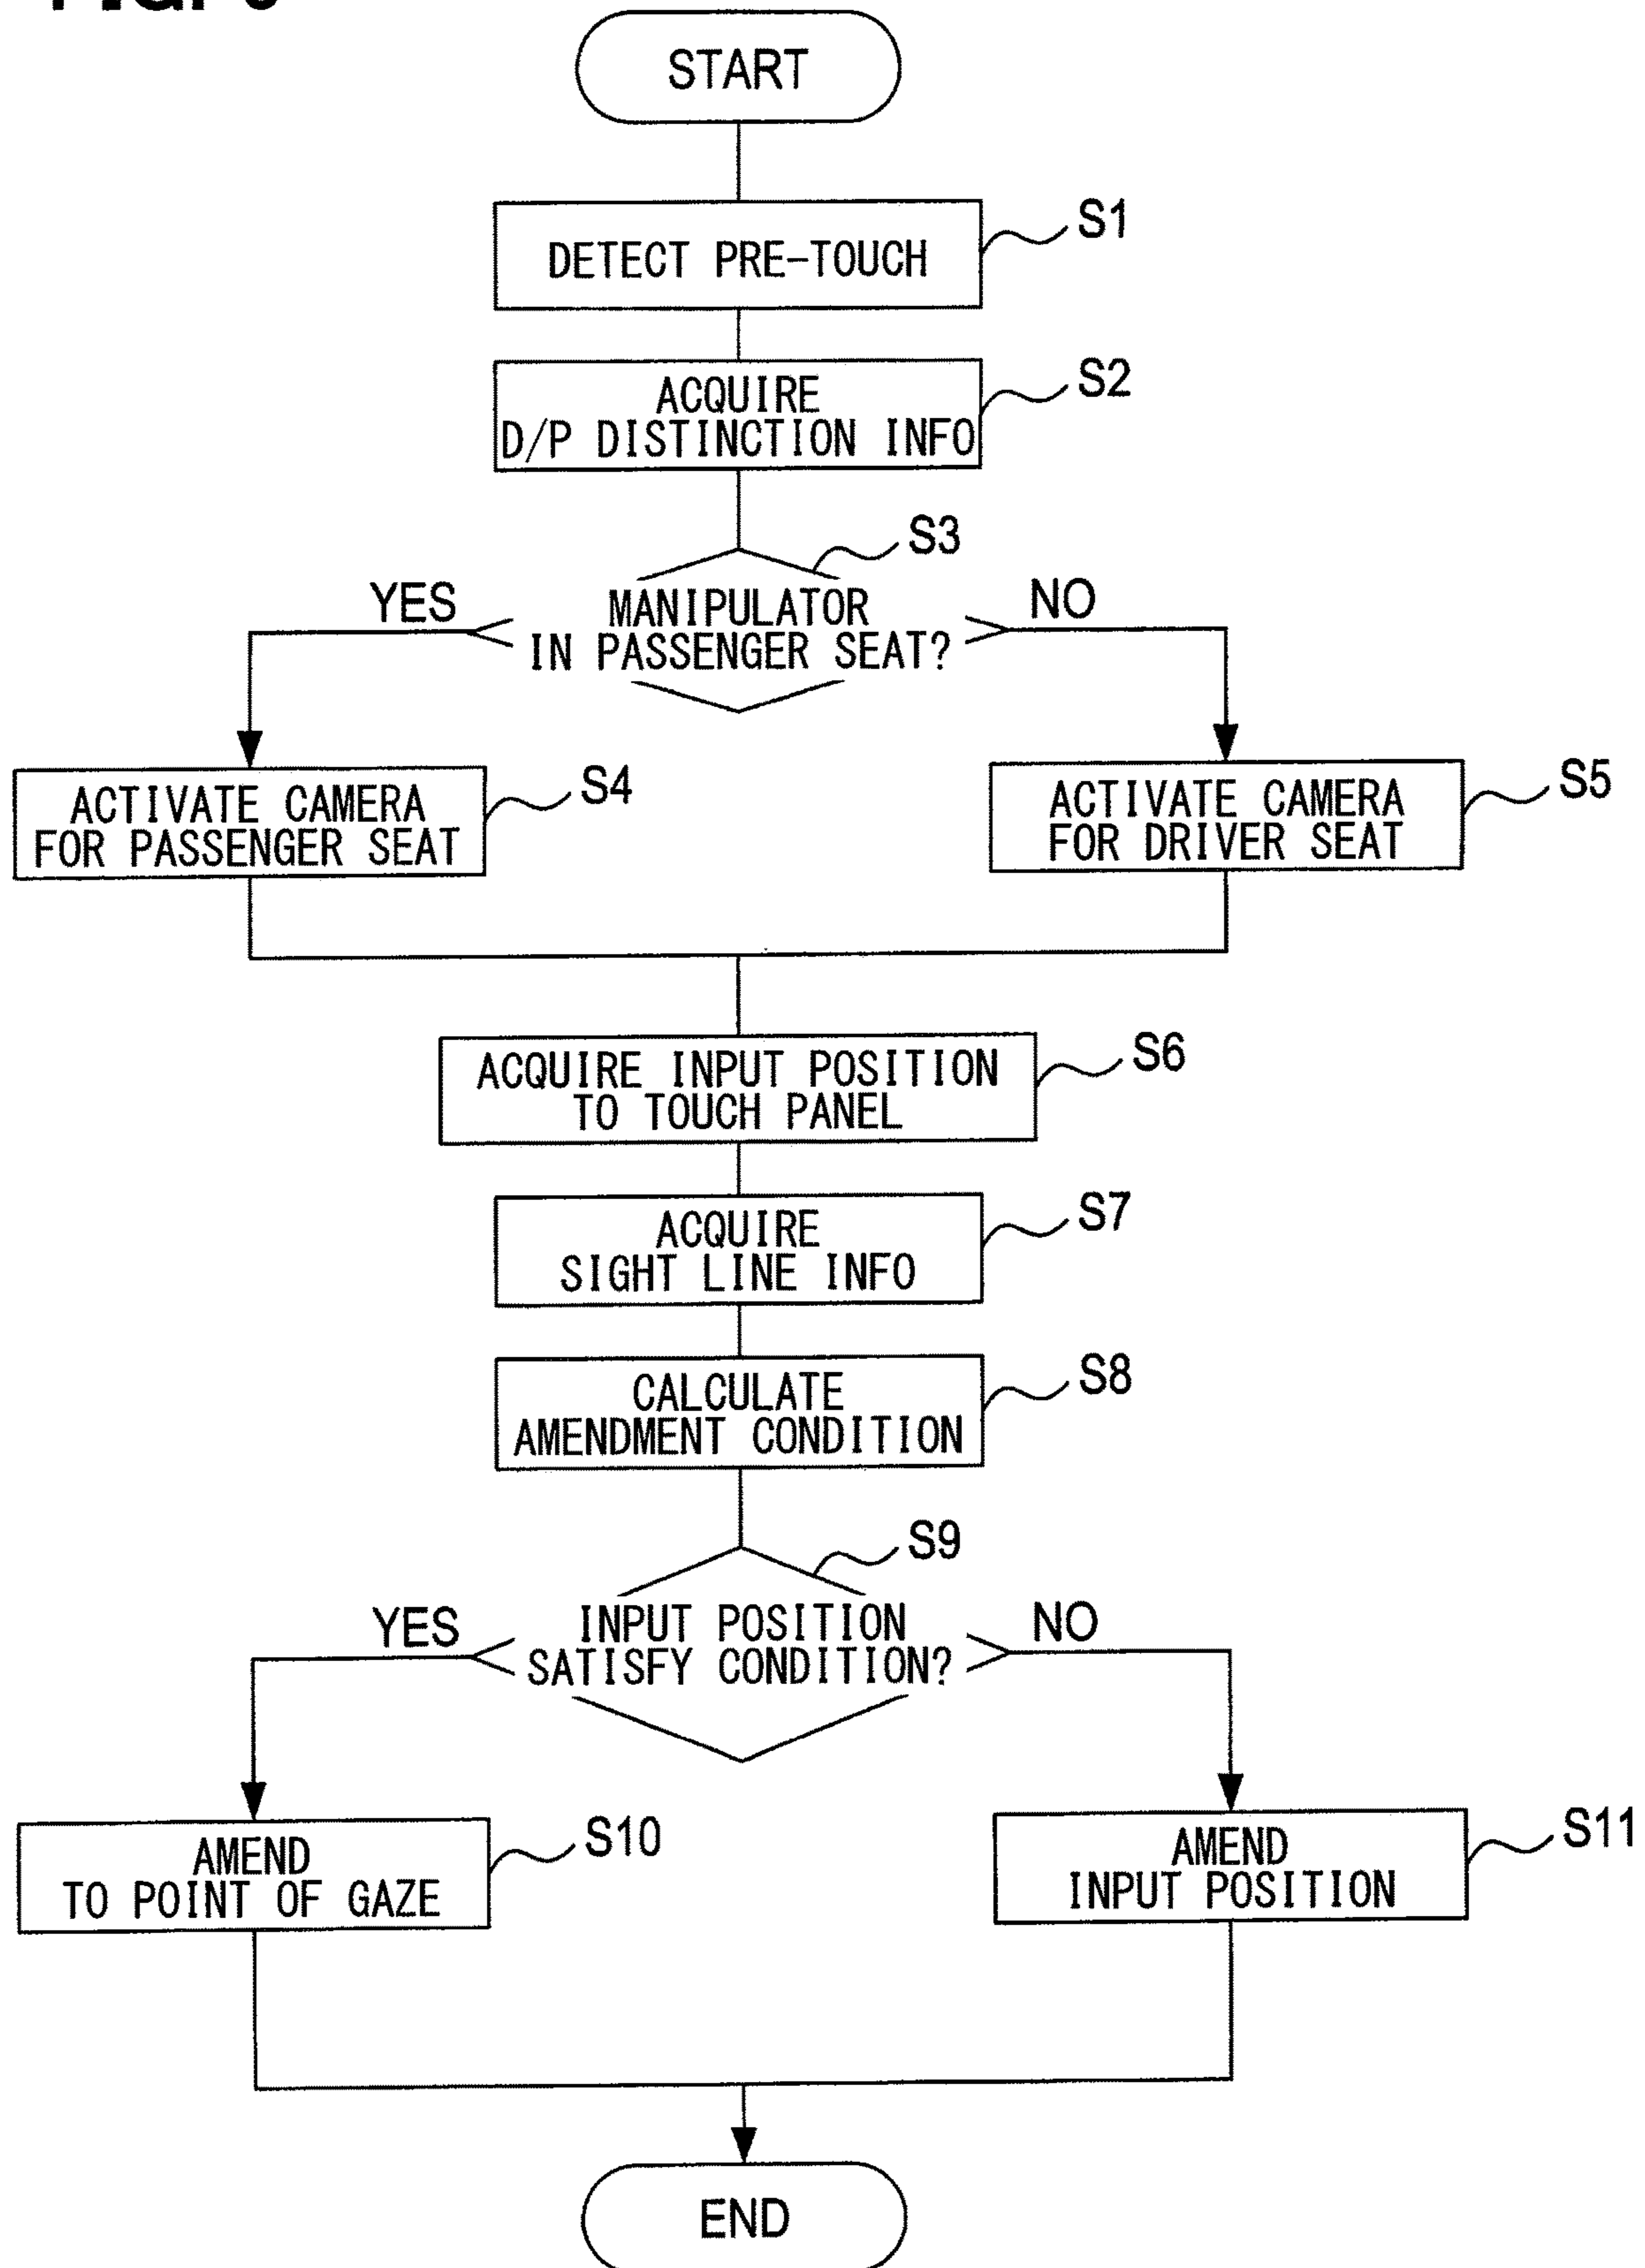 START
S1
DETECT PRE-TOUCH
S2
ACQUIRE
D/P DISTINCTION INFO
S3
YES
MANIPULATOR
IN PASSENGER SEAT?
NO
S4
ACTIVATE CAMERA
FOR PASSENGER SEAT
S5
ACTIVATE CAMERA
FOR DRIVER SEAT
S6
ACQUIRE INPUT POSITION
TO TOUCH PANEL
S7
ACQUIRE
SIGHT LINE INFO
S8
CALCULATE
AMENDMENT CONDITION
S9
YES
INPUT POSITION
SATISFY CONDITION?
NO
S10
AMEND
TO POINT OF GAZE
S11
AMEND
INPUT POSITION
END